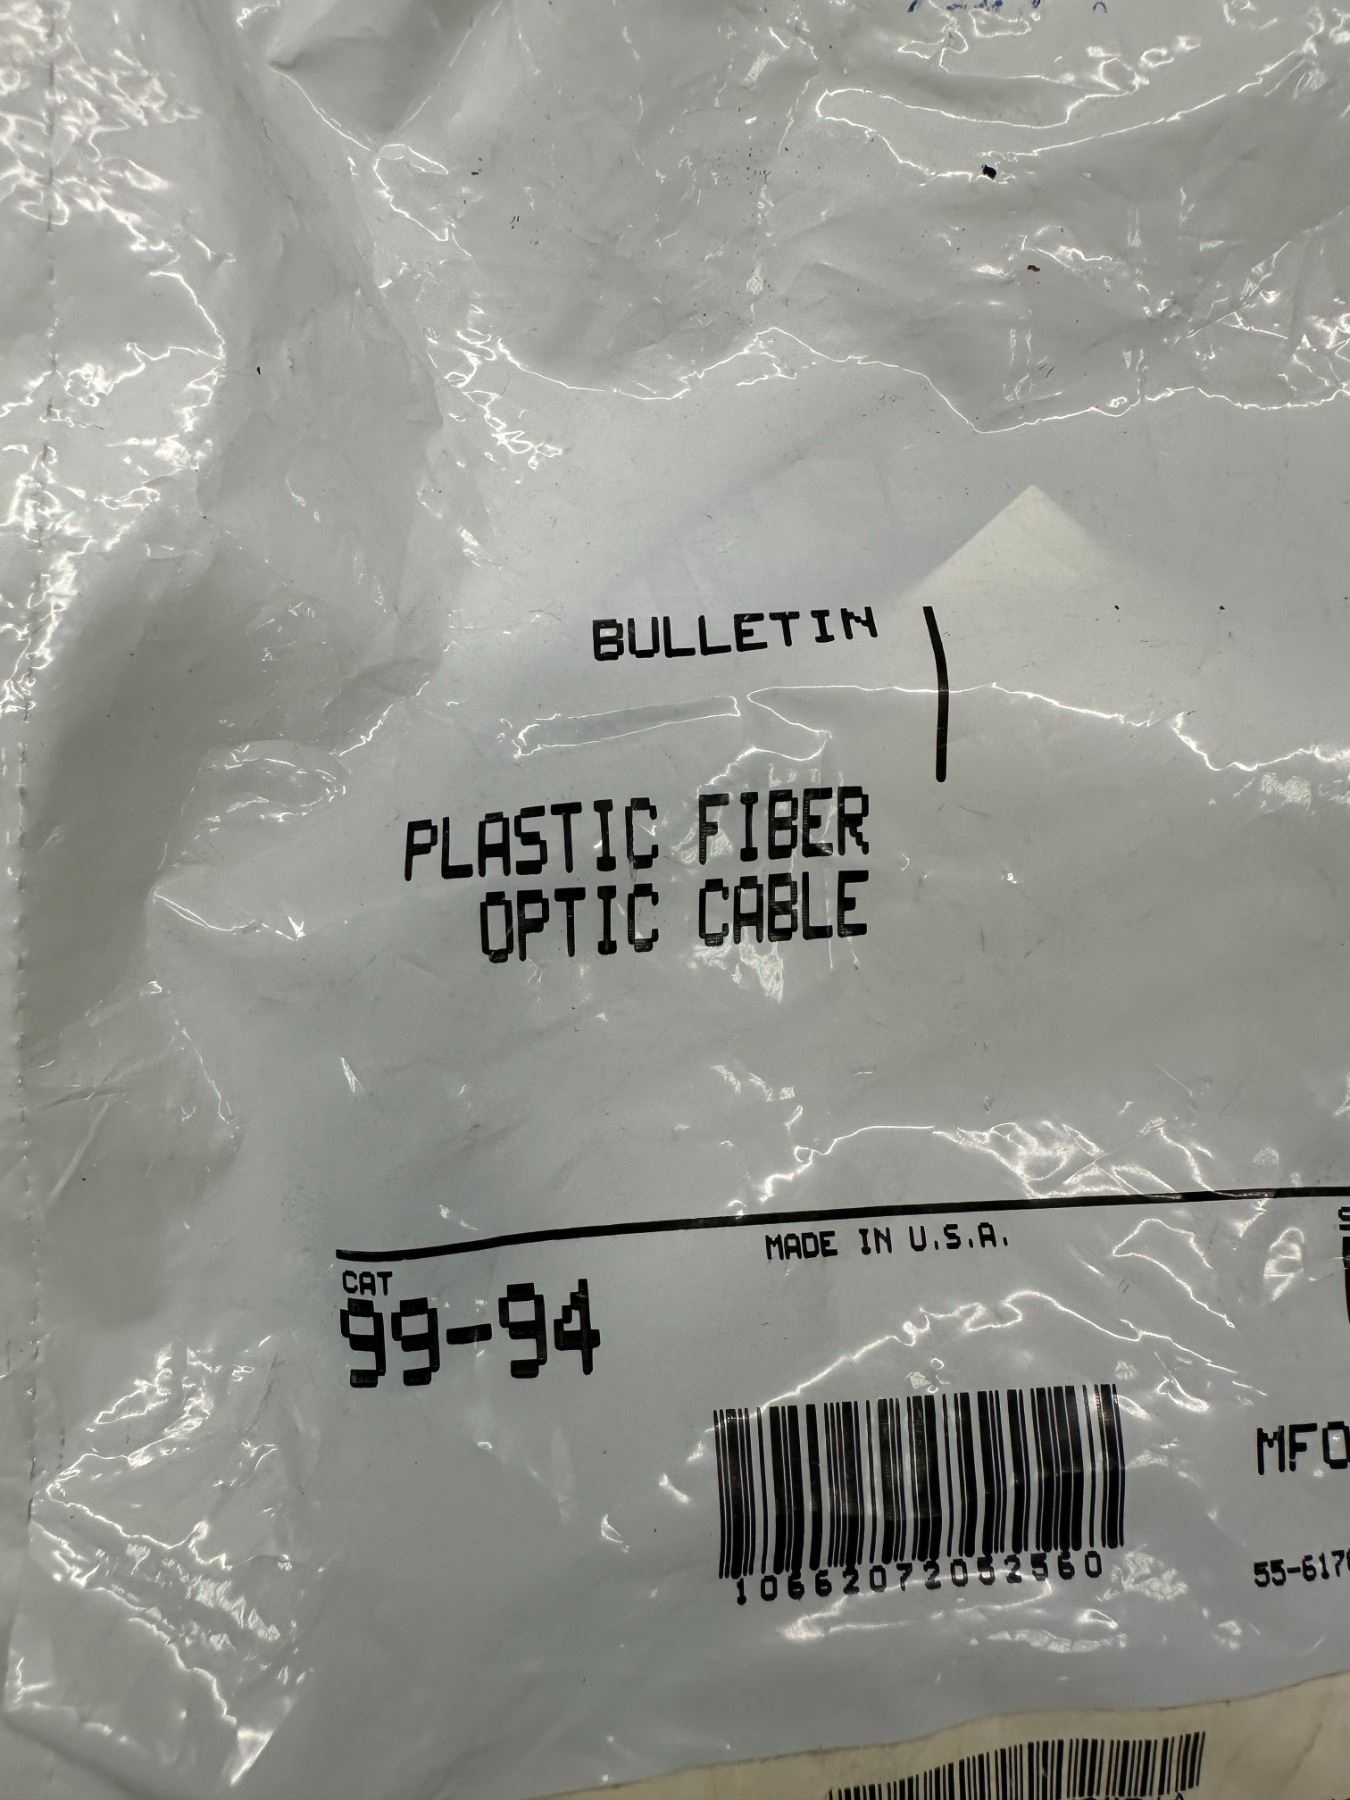 BULLETIN
PLASTIC FIBER
OPTIC CABLE
MADE IN U.S.A.
CAT
99-94
10662072052560